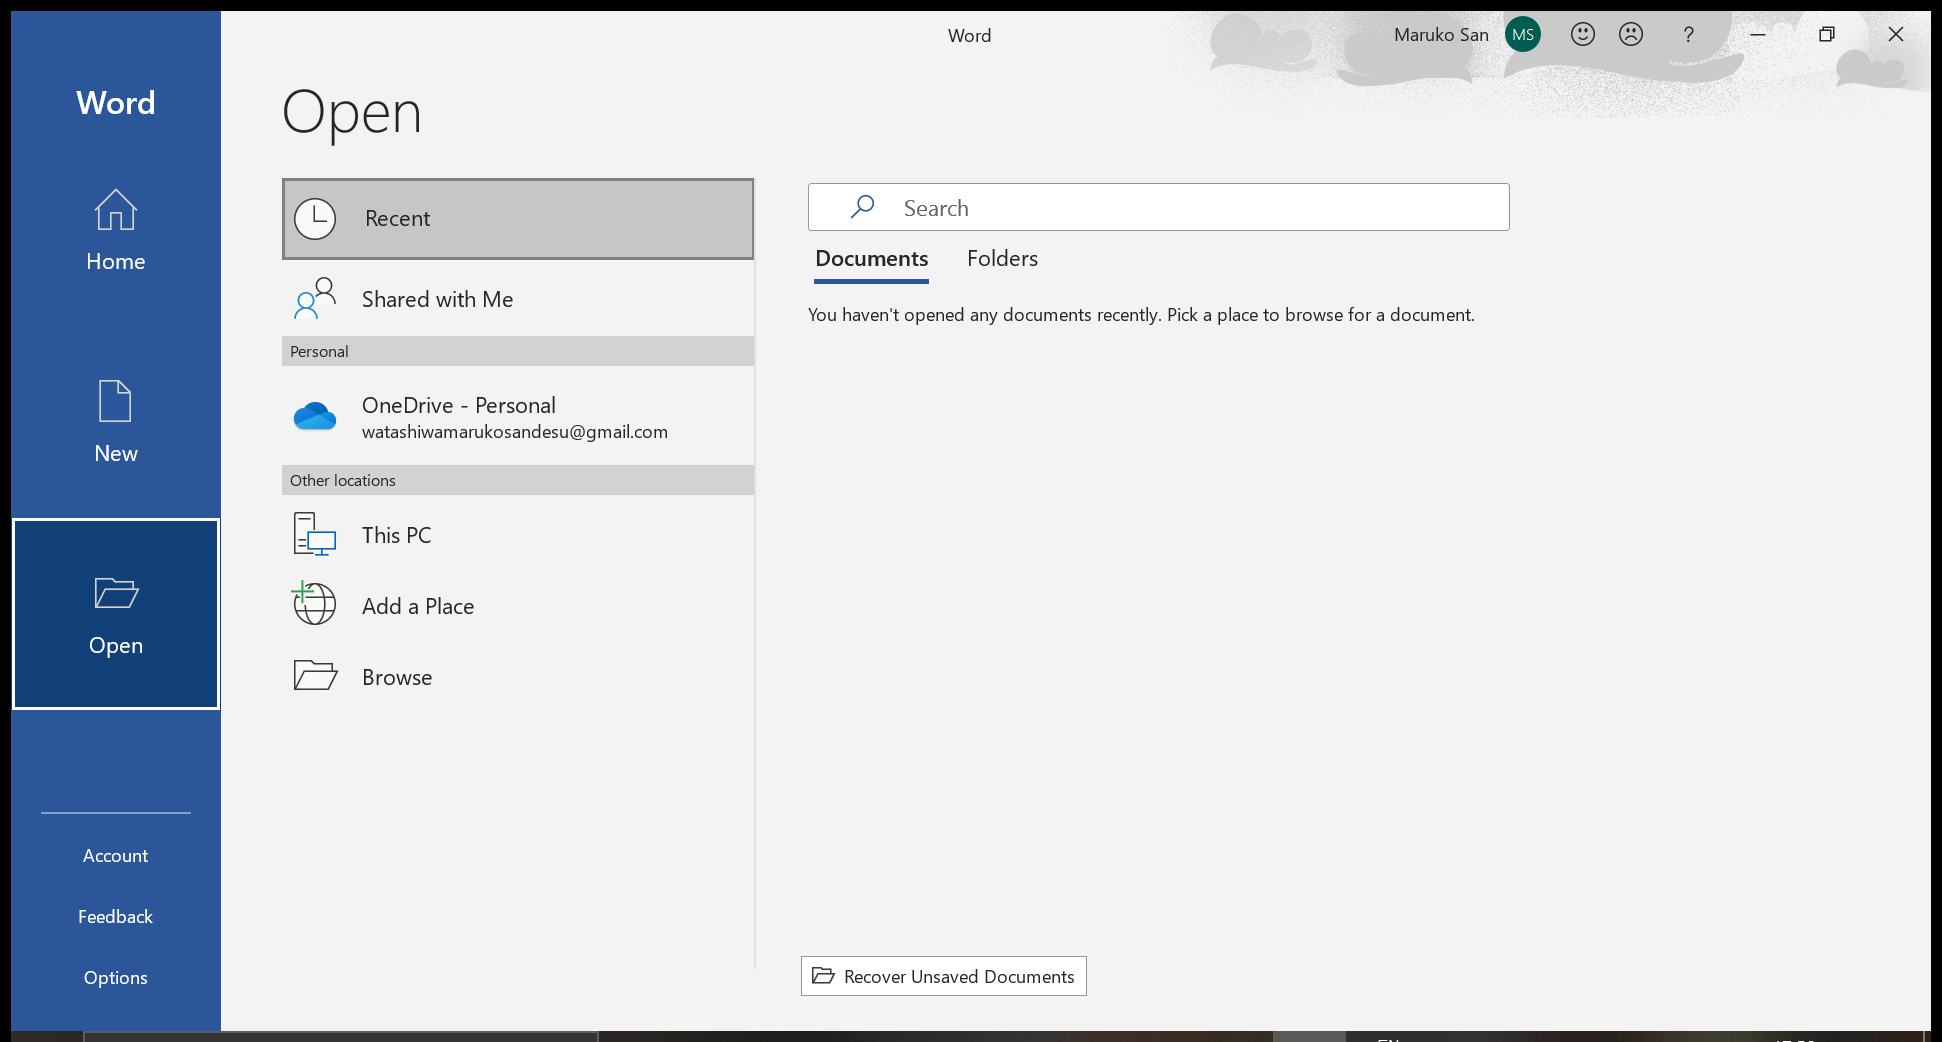 Word
Maruko San
MS
?
Word
Home
New
Open
Account
Feedback
Options
Open
Recent
Shared with Me
Personal
OneDrive - Personal
watashiwamarukosandesu@gmail.com
Other locations
This PC
Add a Place
Browse
Search
Documents Folders
You haven't opened any documents recently. Pick a place to browse for a document.
Recover Unsaved Documents